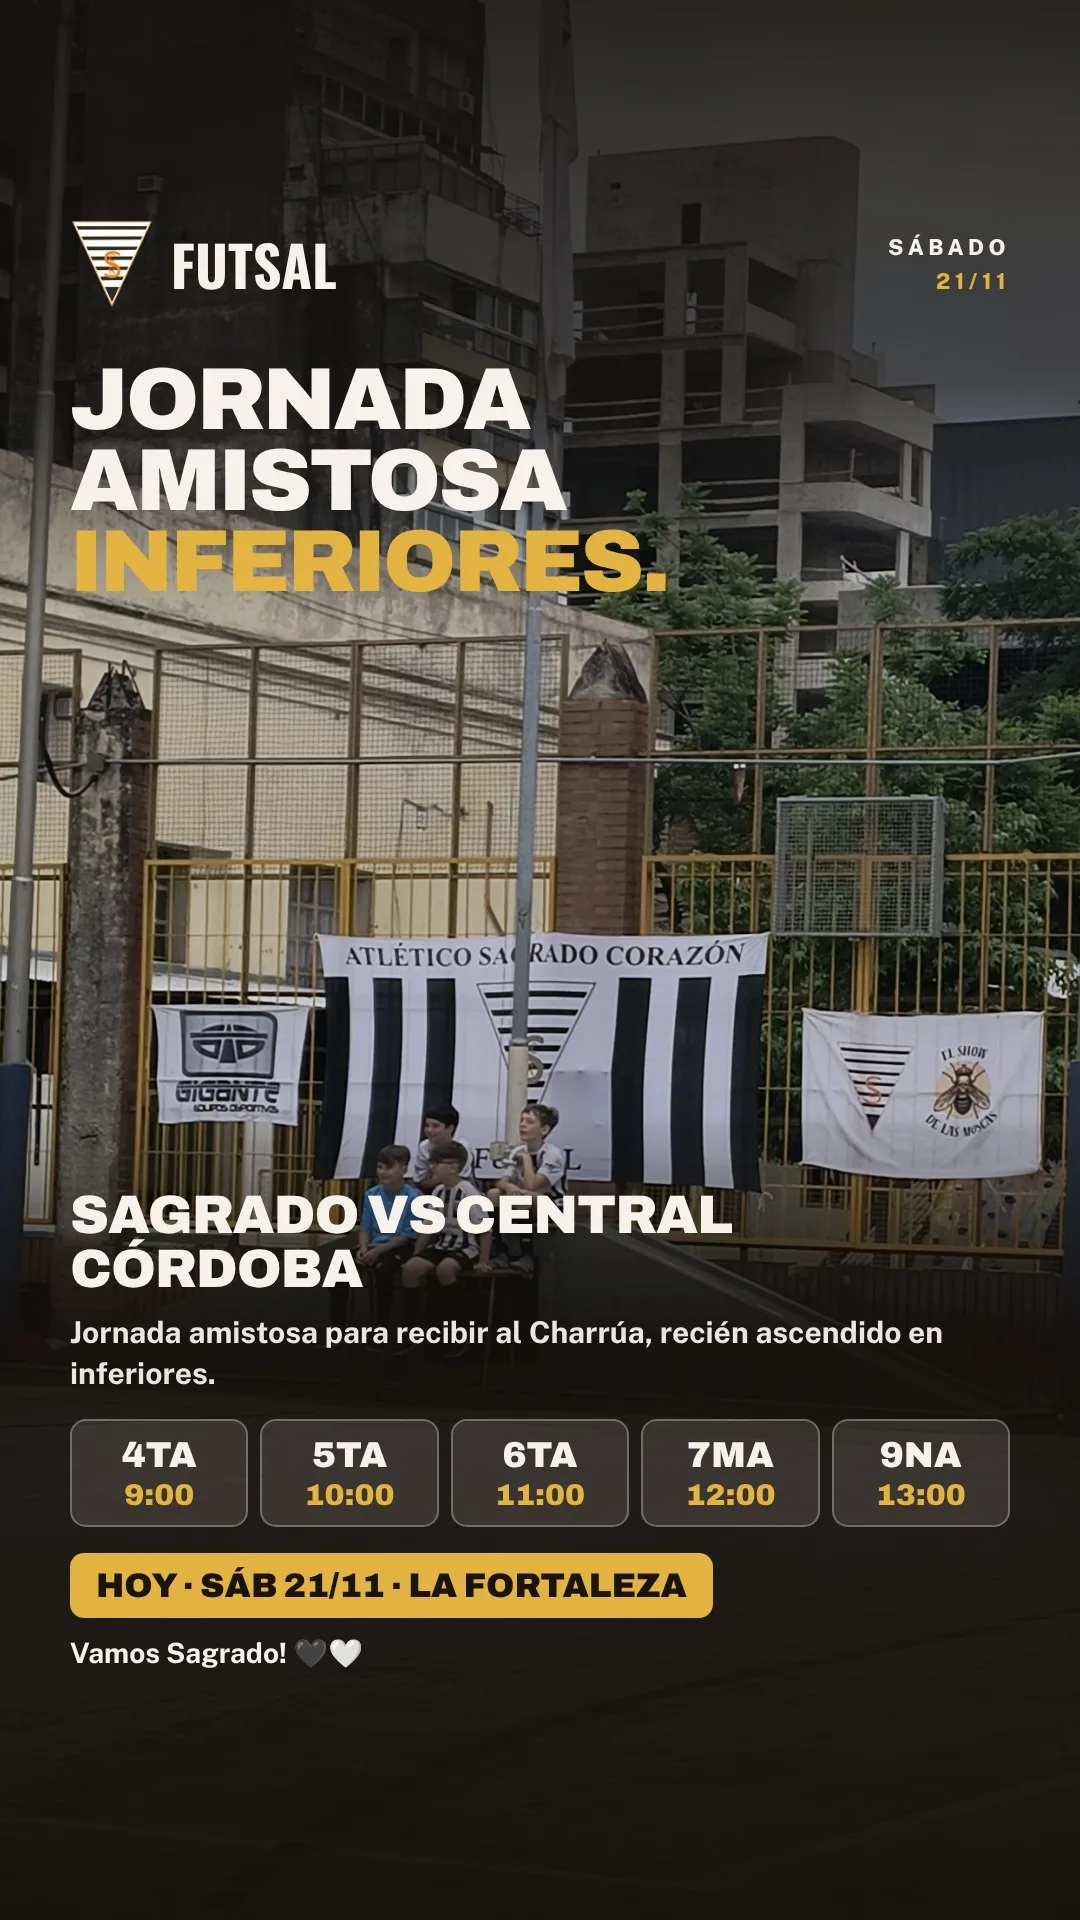 S
FUTSAL
SÁBADO
21/11
JORNADA
AMISTOSA
INFERIORES.
ATLÉTICO SAGRADO CORAZÓN
S
GIGANTE
EQUIPOS DEPORTIVOS
S
EL SHOW
DE LAS MOSCAS
SAGRADO VS CENTRAL
CÓRDOBA
Jornada amistosa para recibir al Charrúa, recién ascendido en
inferiores.
4TA
9:00
5TA
10:00
6TA
11:00
7MA
12:00
9NA
13:00
HOY · SÁB 21/11 · LA FORTALEZA
Vamos Sagrado! 🖤🤍